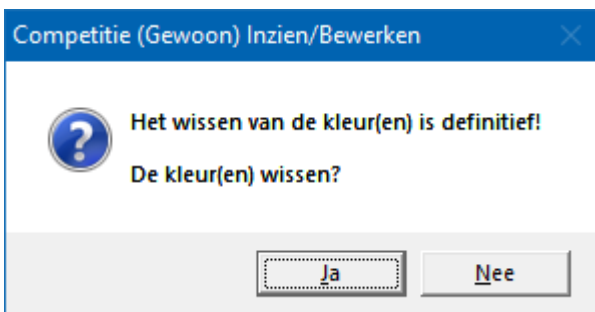 Competitie (Gewoon) Inzien/Bewerken
Het wissen van de kleur(en) is definitief!
De kleur(en) wissen?
Ja
Nee